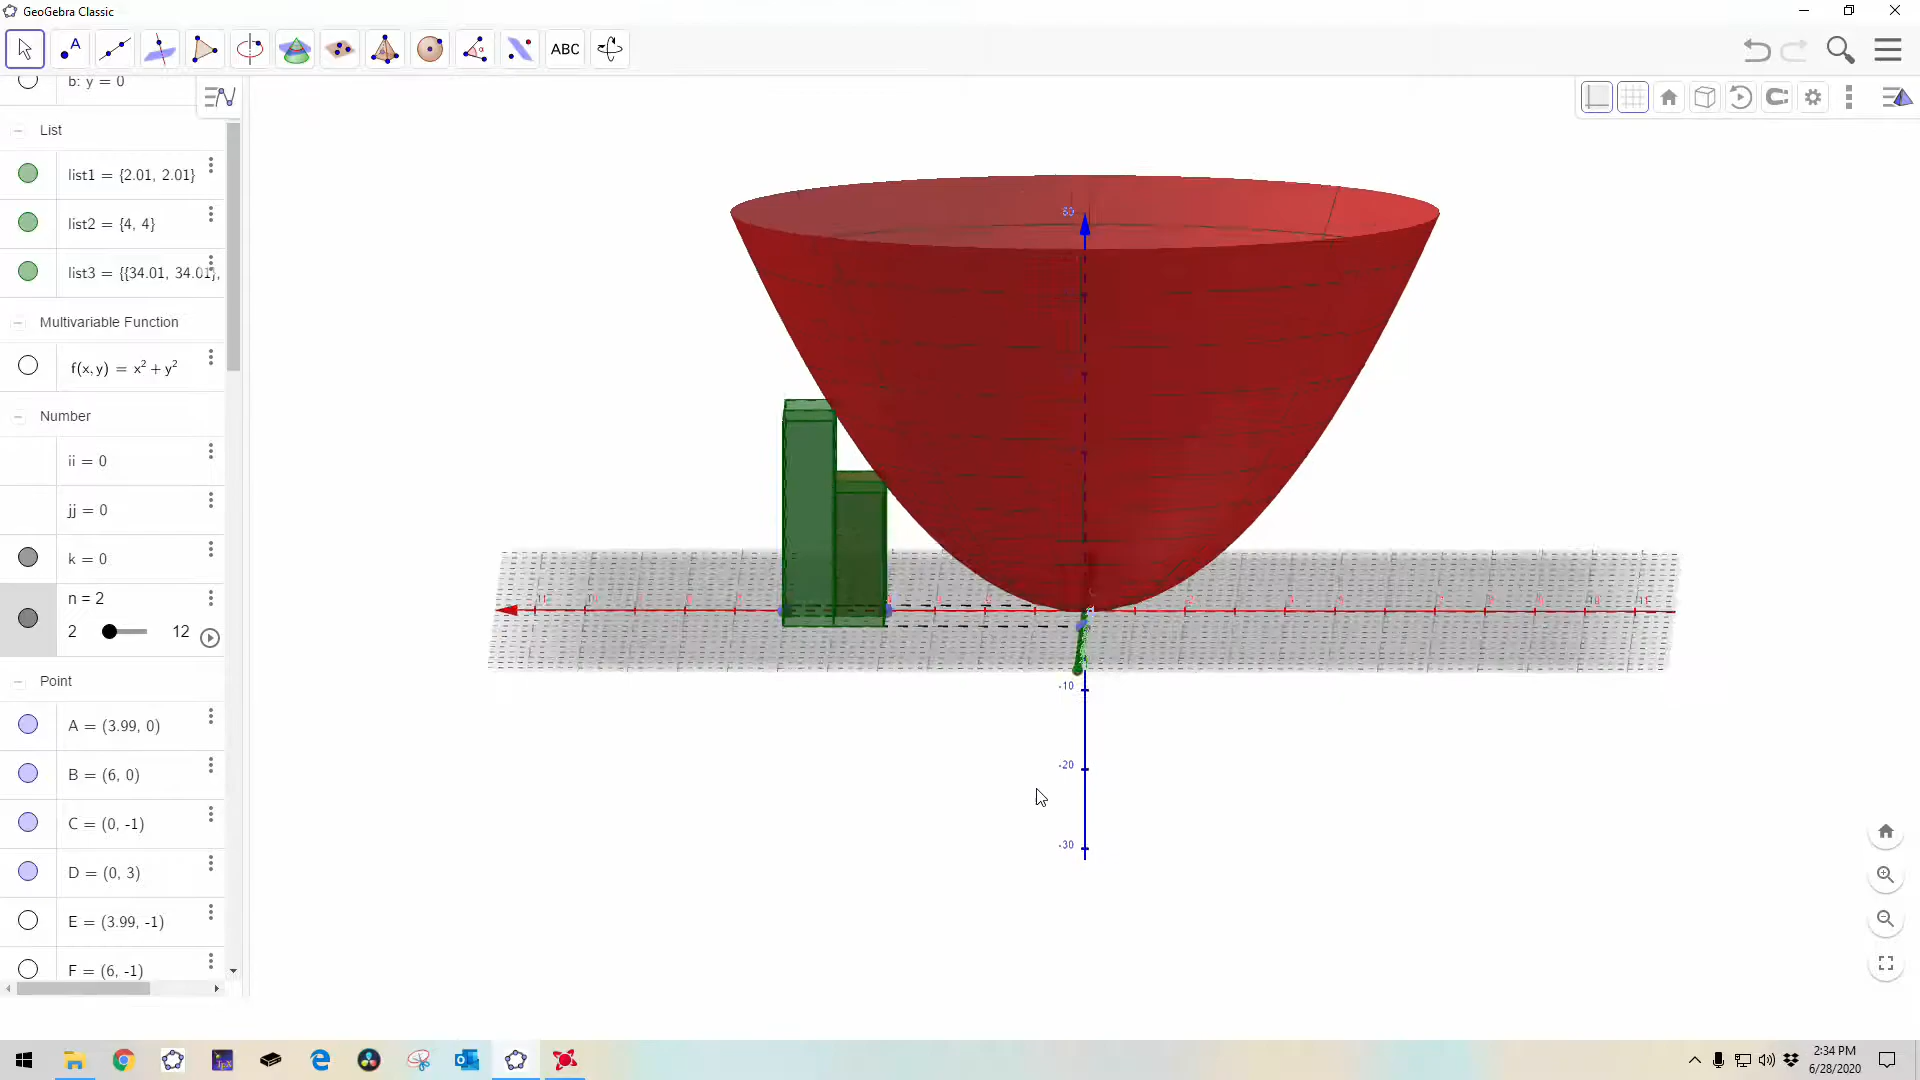 GeoGebra Classic
A
ABC
b: y = 0
List
list1 = {2.01, 2.01}
list2 = {4, 4}
list3 = {{34.01, 34.01},
Multivariable Function
f(x,y) = x² + y²
Number
ii = 0
jj = 0
k = 0
n = 2
2 12
Point
A = (3.99, 0)
B = (6, 0)
C = (0, -1)
D = (0, 3)
E = (3.99, -1)
F = (6, -1)
-10
-20
-30
2:34 PM
6/28/2020